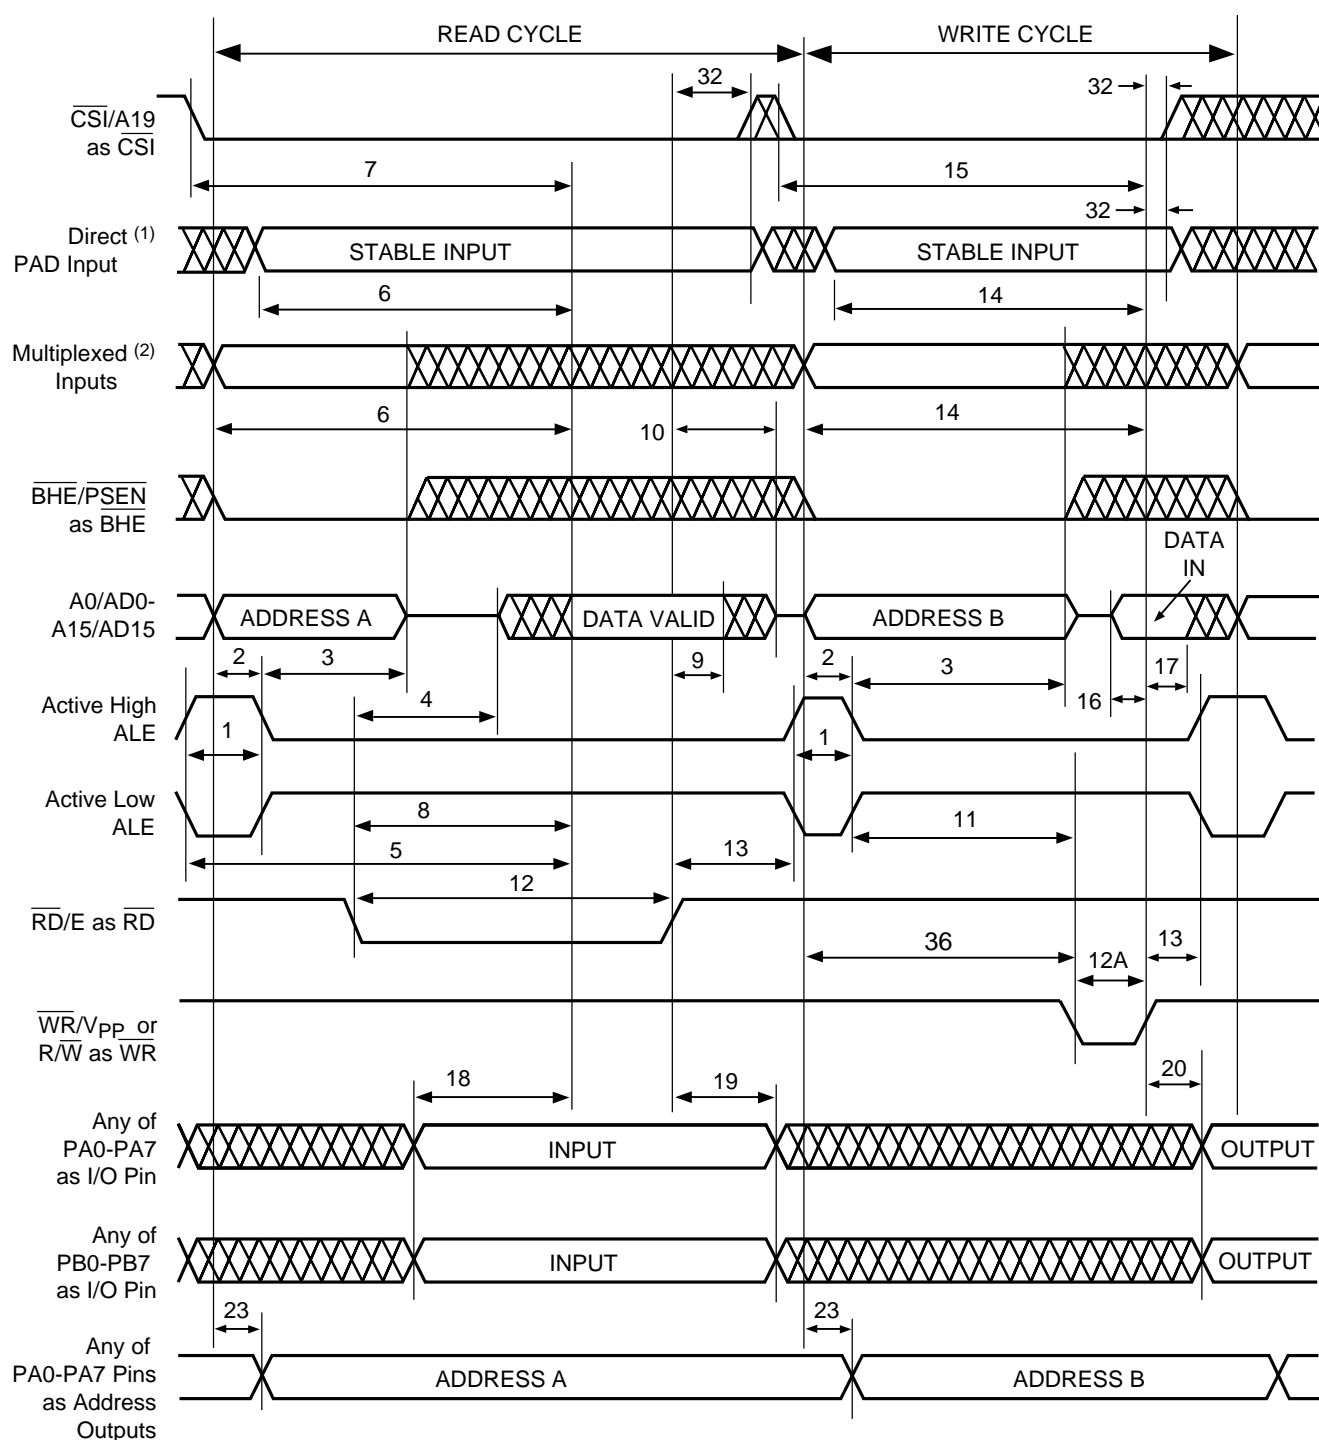 READ CYCLE
WRITE CYCLE
32
32
CSI/A19
as CSI
7
15
32
Direct (1)
PAD Input
STABLE INPUT
STABLE INPUT
6
14
Multiplexed (2)
Inputs
6
10
14
BHE/PSEN
as BHE
DATA
IN
A0/AD0-
A15/AD15
ADDRESS A
DATA VALID
ADDRESS B
2
3
9
2
3
17
4
16
Active High
ALE
1
1
Active Low
ALE
8
11
5
13
12
RD/E as RD
36
12A
13
WR/VPP or
R/W as WR
18
19
20
Any of
PA0-PA7
as I/O Pin
INPUT
OUTPUT
Any of
PB0-PB7
as I/O Pin
INPUT
OUTPUT
23
23
Any of
PA0-PA7 Pins
as Address
Outputs
ADDRESS A
ADDRESS B